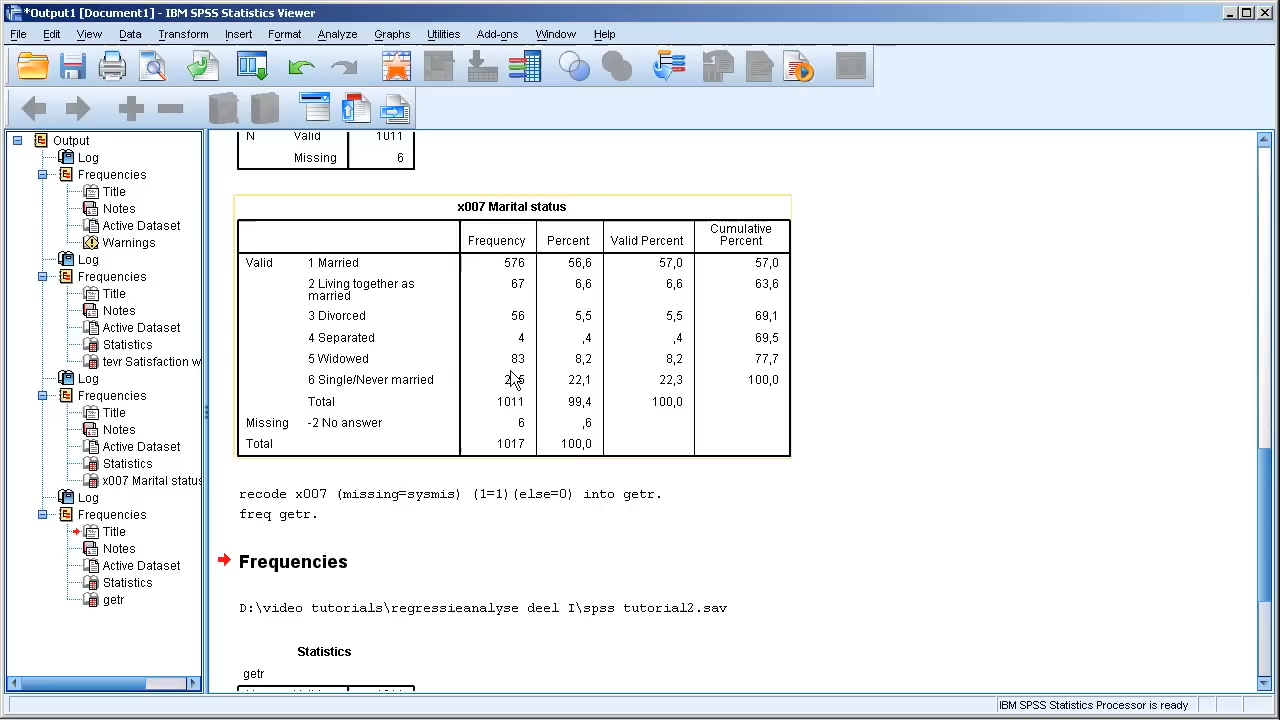 *Output1 [Document1] - IBM SPSS Statistics Viewer
File Edit View Data Transform Insert Format Analyze Graphs Utilities Add-ons Window Help
Output
Log
Frequencies
Title
Notes
Active Dataset
Warnings
Log
Frequencies
Title
Notes
Active Dataset
Statistics
tevr Satisfaction w
Log
Frequencies
Title
Notes
Active Dataset
Statistics
x007 Marital status
Log
Frequencies
Title
Notes
Active Dataset
Statistics
getr
N Valid 1011
Missing 6
x007 Marital status
Frequency Percent Valid Percent Cumulative Percent
Valid 1 Married 576 56,6 57,0 57,0
2 Living together as married 67 6,6 6,6 63,6
3 Divorced 56 5,5 5,5 69,1
4 Separated 4 ,4 ,4 69,5
5 Widowed 83 8,2 8,2 77,7
6 Single/Never married 22,1 22,3 100,0
Total 1011 99,4 100,0
Missing -2 No answer 6 ,6
Total 1017 100,0
recode x007 (missing=sysmis) (1=1)(else=0) into getr.
freq getr.
Frequencies
D:\video tutorials\regressieanalyse deel I\spss tutorial2.sav
Statistics
getr
IBM SPSS Statistics Processor is ready